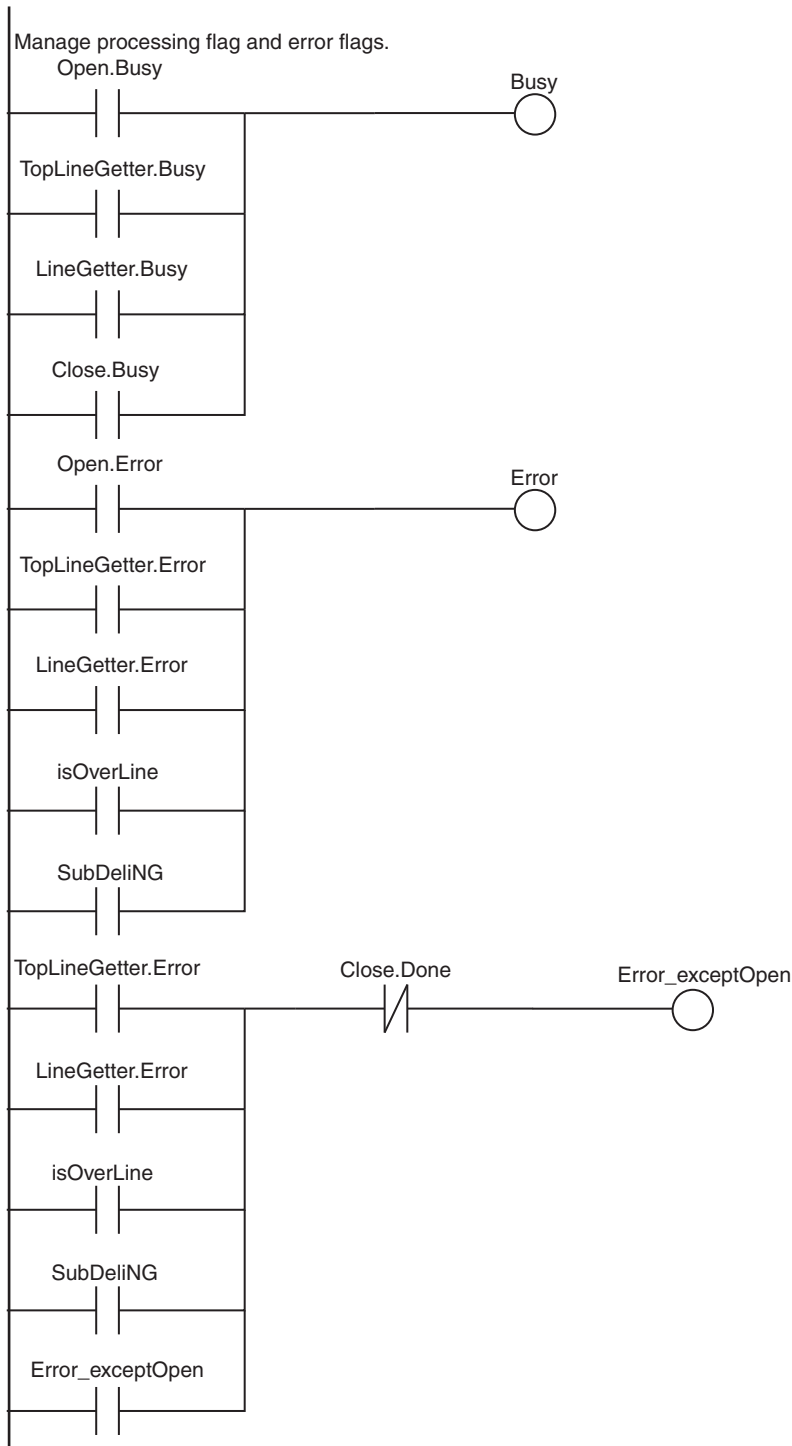 Manage processing flag and error flags.
Open.Busy
Busy
TopLineGetter.Busy
LineGetter.Busy
Close.Busy
Open.Error
Error
TopLineGetter.Error
LineGetter.Error
isOverLine
SubDeliNG
TopLineGetter.Error
Close.Done
Error_exceptOpen
LineGetter.Error
isOverLine
SubDeliNG
Error_exceptOpen